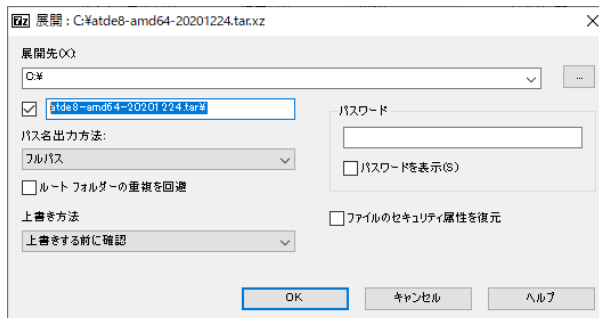 7z 展開 : C:¥atde8-amd64-20201224.tar.xz
展開先(X):
C:¥
...
atde8-amd64-20201224.tar¥
パスワード
パス名出力方法:
フルパス
パスワードを表示(S)
ルート フォルダーの重複を回避
上書き方法
ファイルのセキュリティ属性を復元
上書きする前に確認
OK
キャンセル
ヘルプ